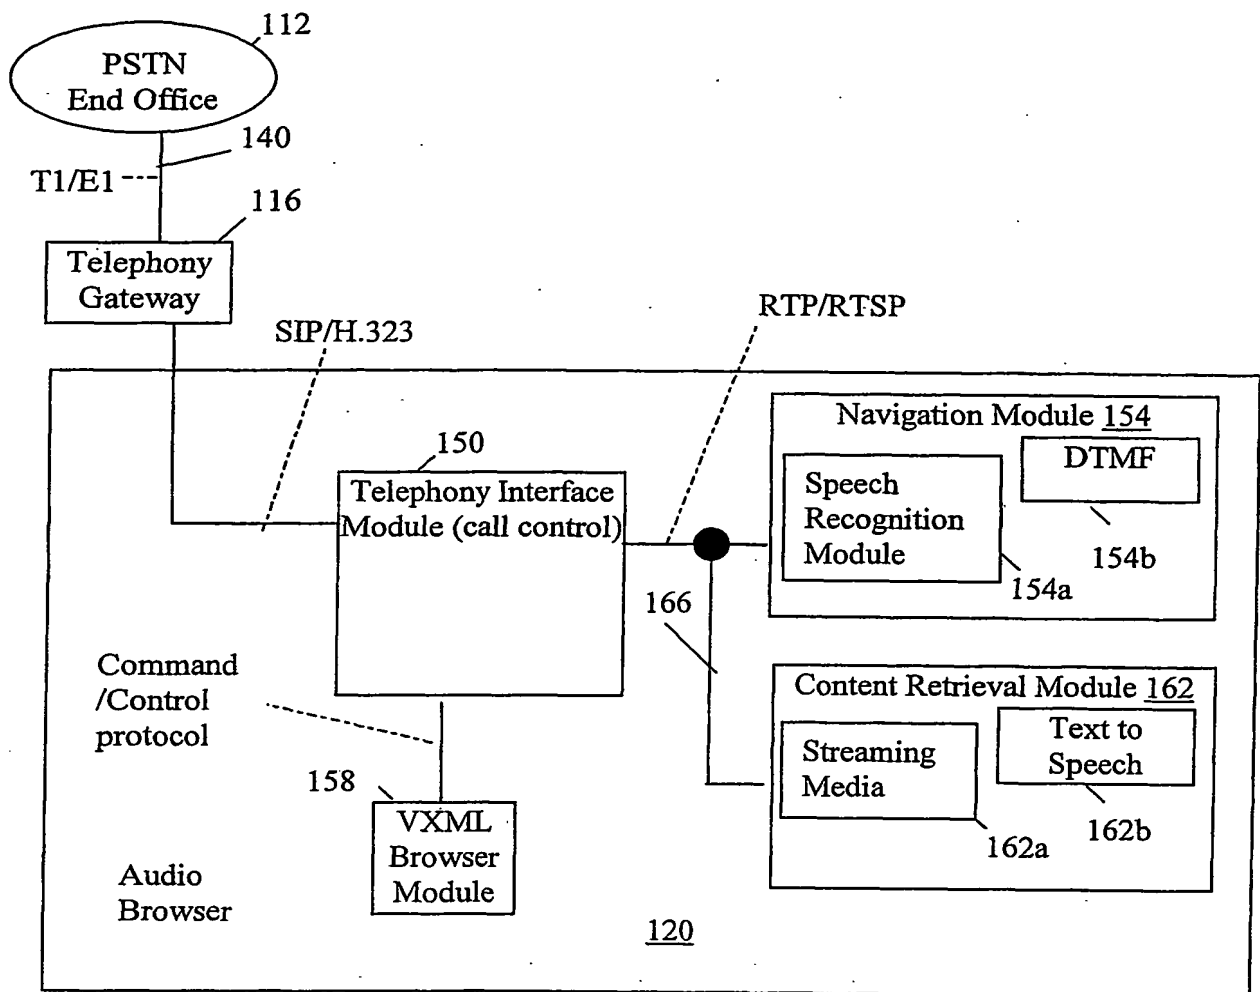 112
PSTN
End Office
140
T1/E1
116
Telephony
Gateway
SIP/H.323
RTP/RTSP
150
Telephony Interface
Module (call control)
Navigation Module 154
DTMF
Speech
Recognition
Module
154b
154a
166
Command
/Control
protocol
Content Retrieval Module 162
Text to
Speech
Streaming
Media
162b
162a
158
VXML
Browser
Module
Audio
Browser
120